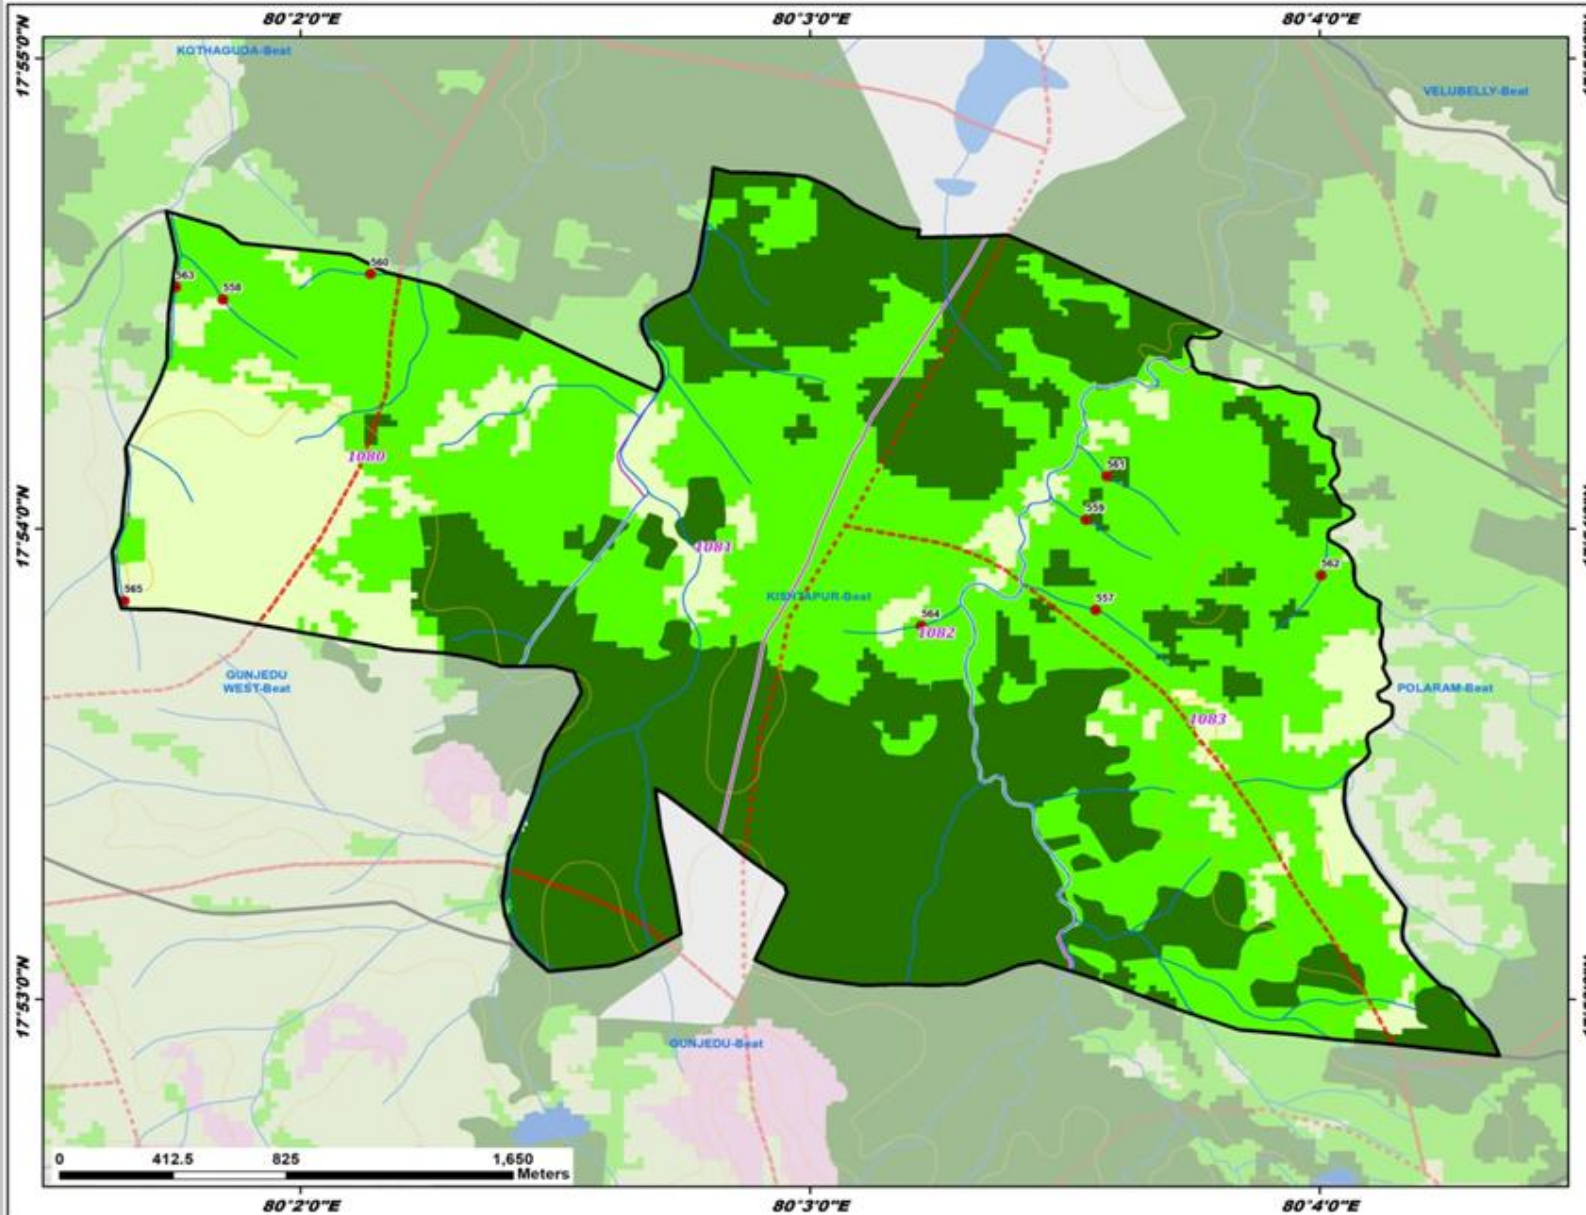 80°2'0"E 80°3'0"E 80°4'0"E
17°55'0"N
KOTHAGUDA-Beat
VELUBELLY-Beat
560
563
558
1080
561
559
17°54'0"N
1081
562
KISHTAPUR-Beat
565
557
564
1082
GUNJEDU
WEST-Beat
POLARAM-Beat
1083
17°53'0"N
GUNJEDU-Beat
0 412.5 825 1,650
Meters
80°2'0"E 80°3'0"E 80°4'0"E